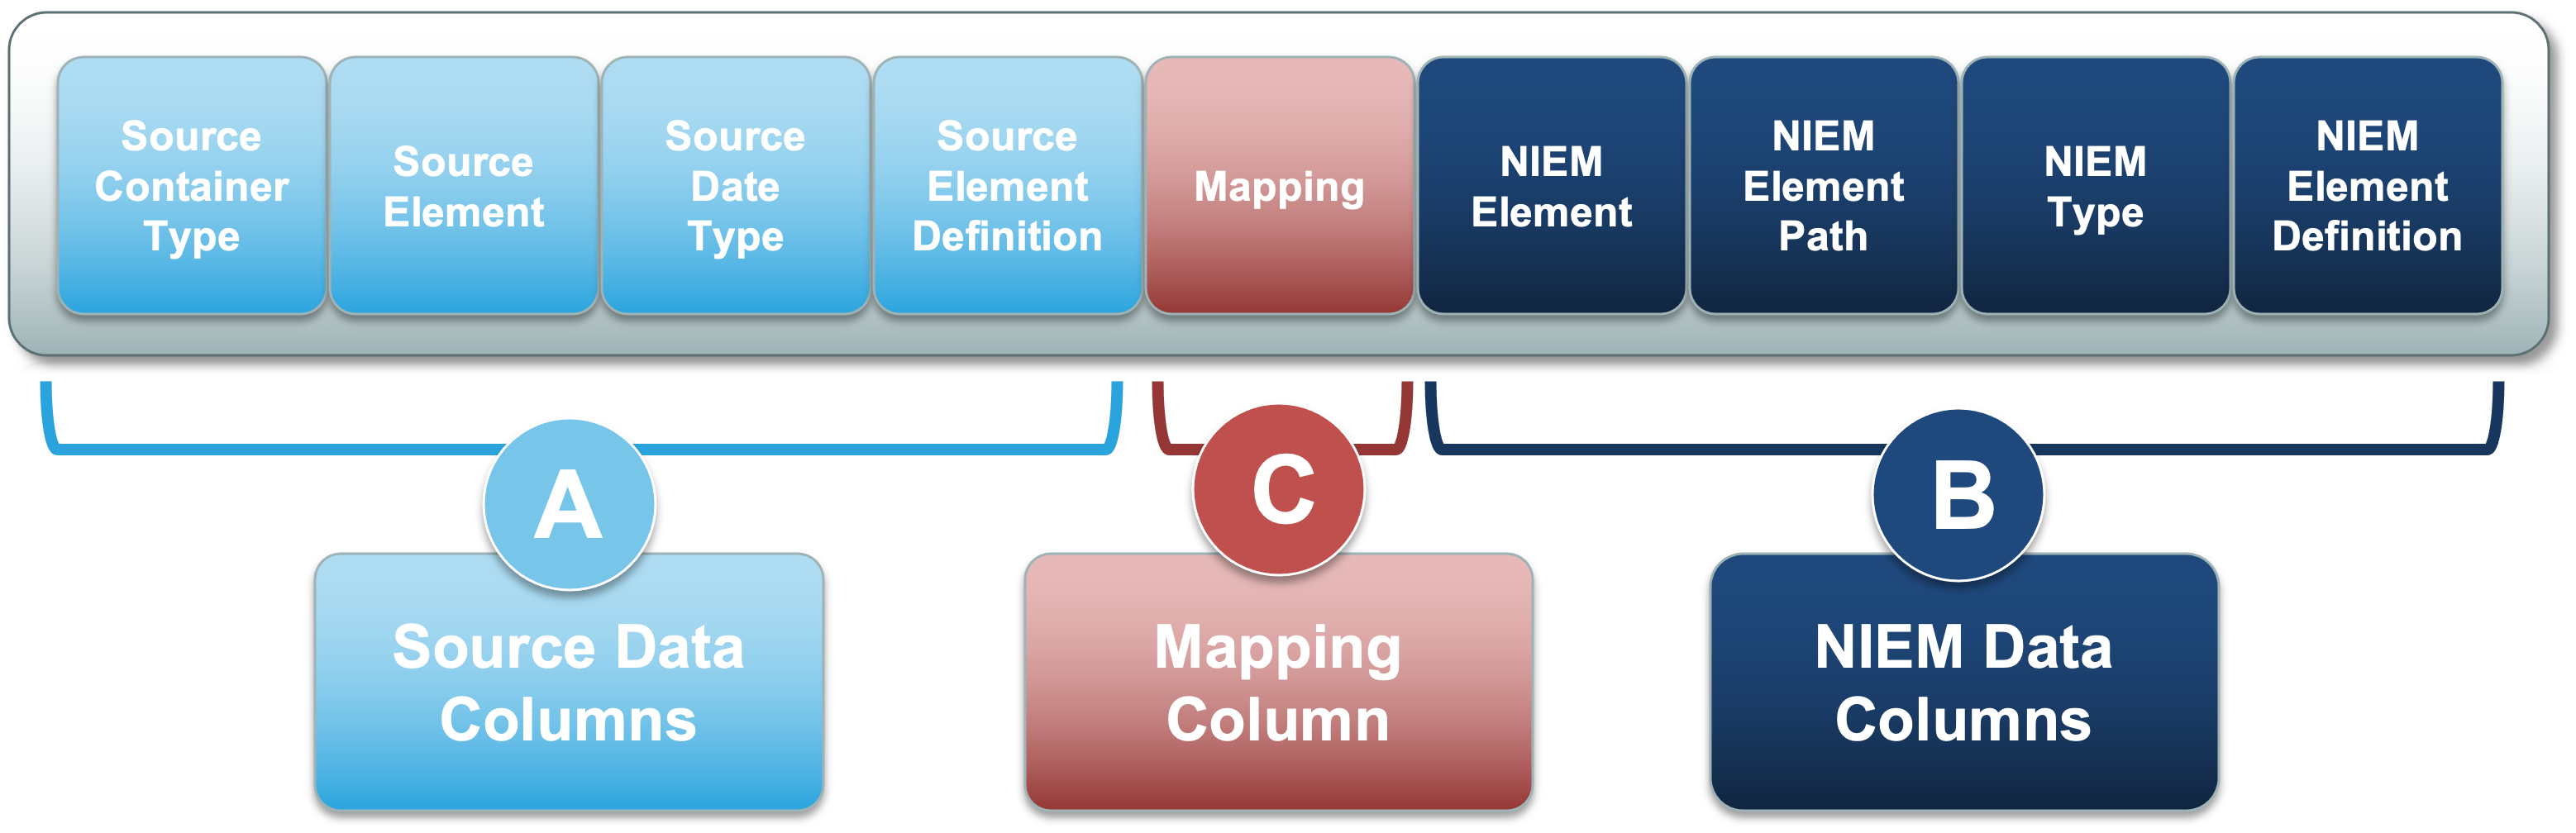 Source
Container
Type
Source
Element
Source
Date
Type
Source
Element
Definition
Mapping
NIEM
Element
NIEM
Element
Path
NIEM
Type
NIEM
Element
Definition
A
Source Data
Columns
C
Mapping
Column
B
NIEM Data
Columns